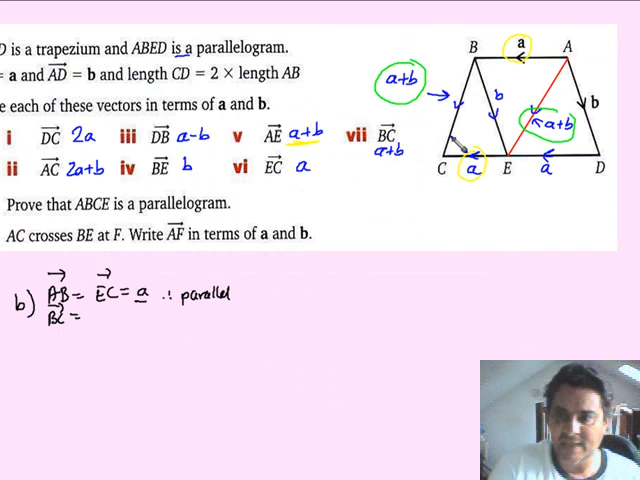 D is a trapezium and ABED is a parallelogram.
= a and AD = b and length CD = 2 × length AB
e each of these vectors in terms of a and b.
i DC 2a iii DB a-b v AE a+b vii BC a+b
ii AC 2a+b iv BE b vi EC a
Prove that ABCE is a parallelogram.
AC crosses BE at F. Write AF in terms of a and b.
B a A
a+b
b
b
a+b
C a E a D
b) AB = EC = a ∴ parallel
BC =